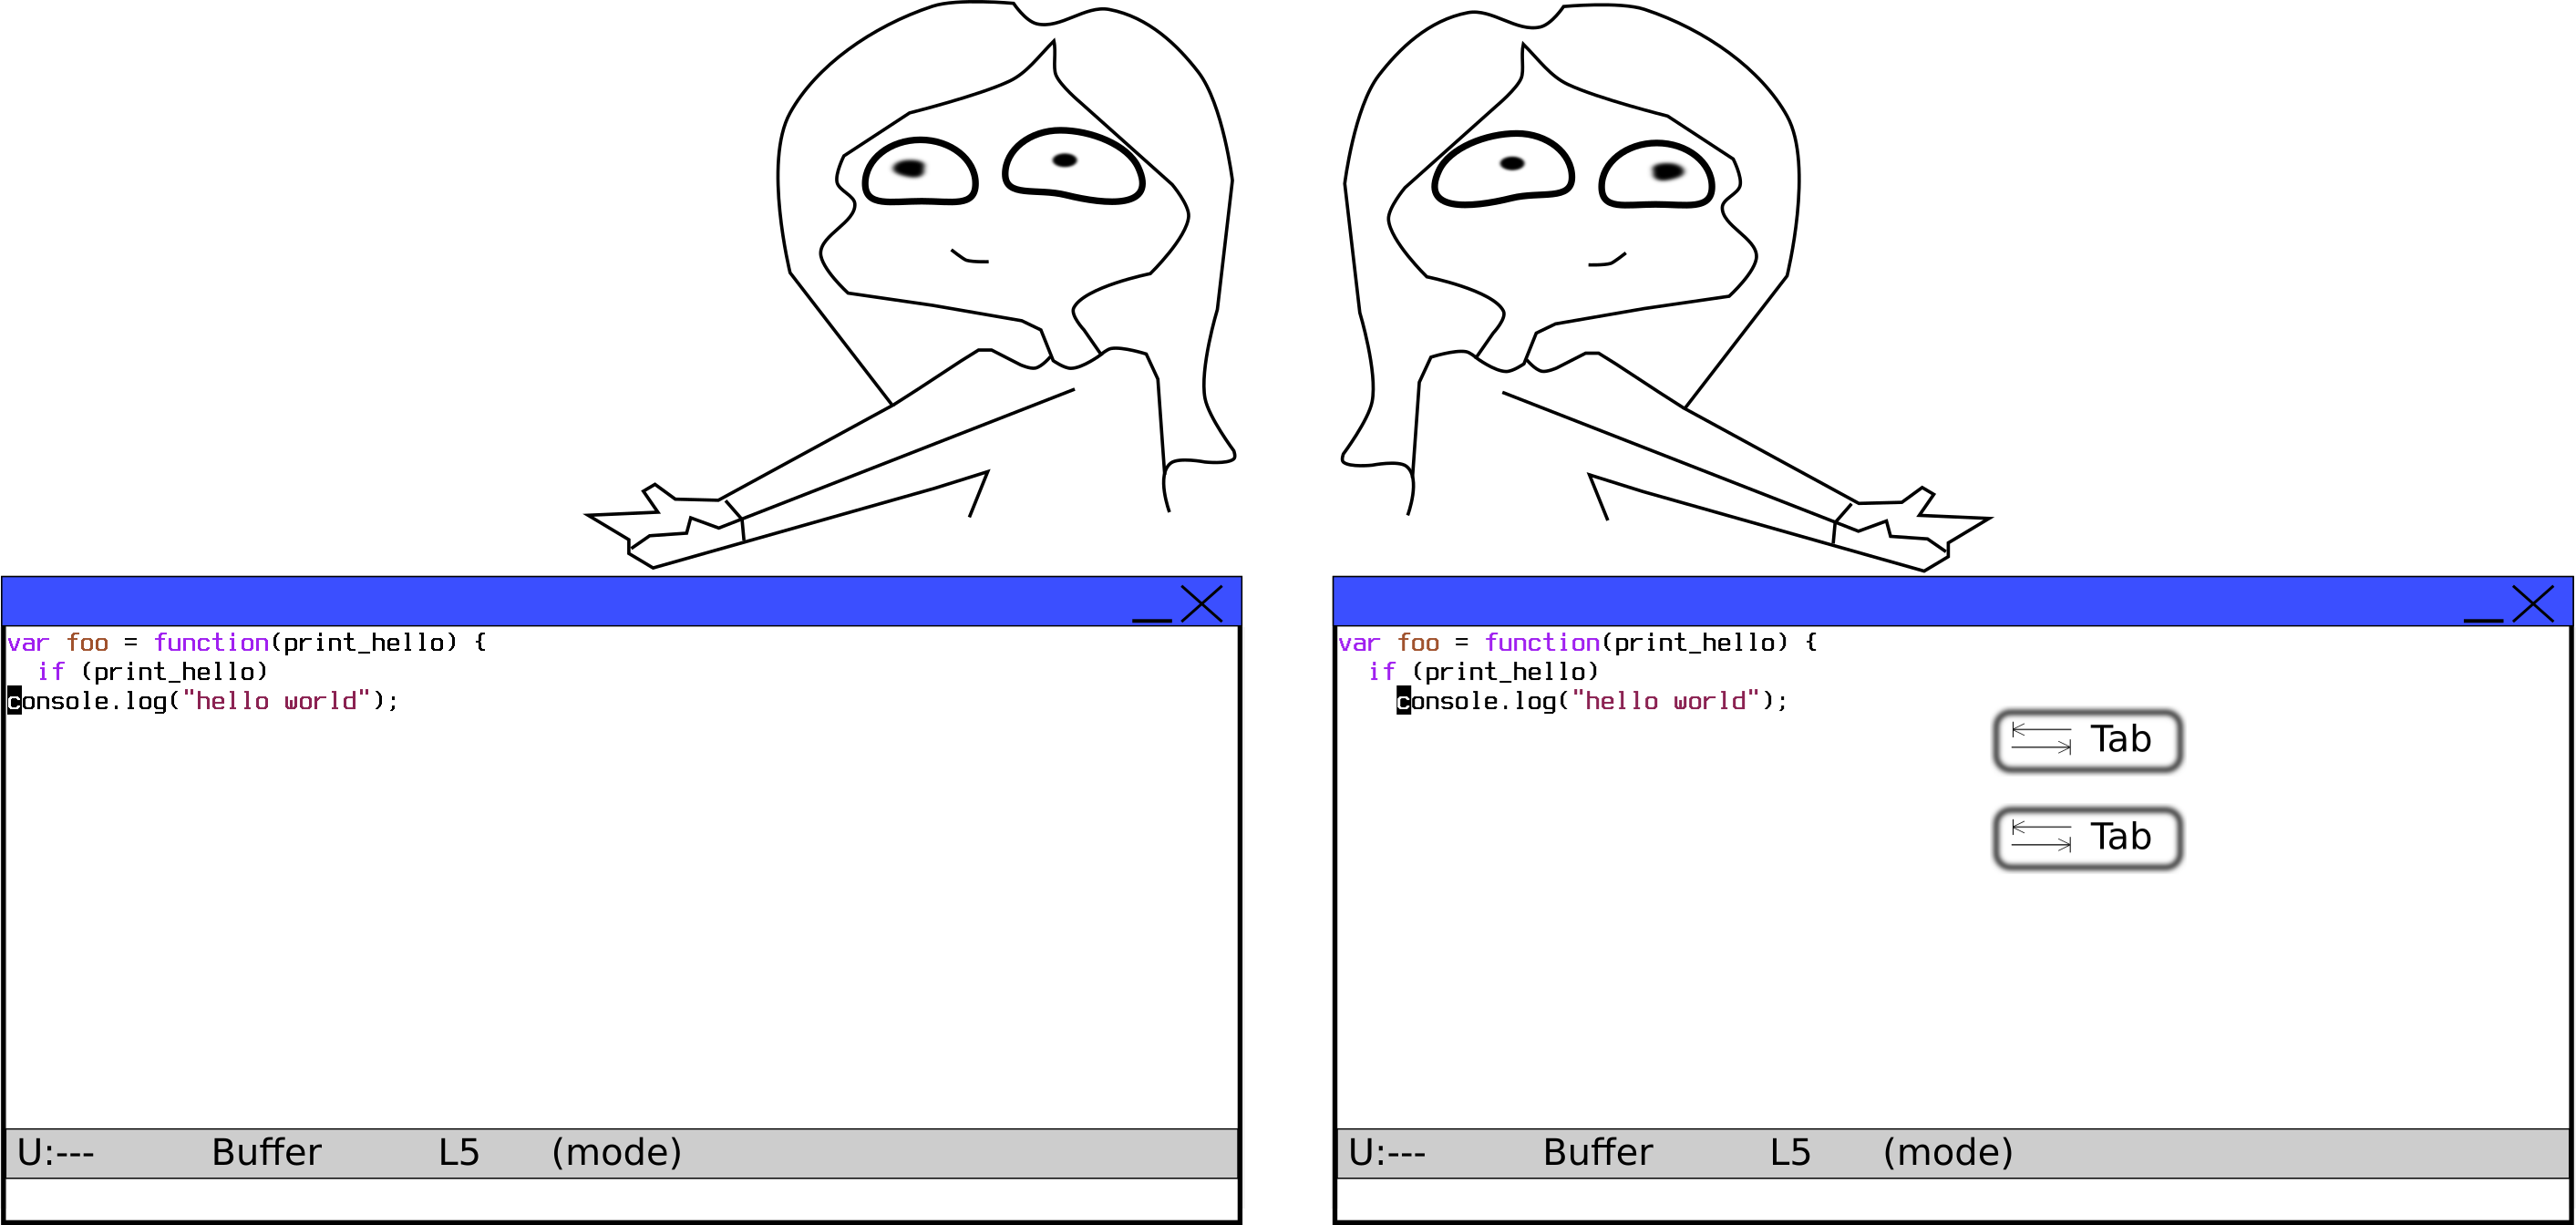 var foo = function(print_hello) {
  if (print_hello)
console.log("hello world");
U:---   Buffer   L5   (mode)
var foo = function(print_hello) {
  if (print_hello)
    console.log("hello world");
Tab
Tab
U:---   Buffer   L5   (mode)